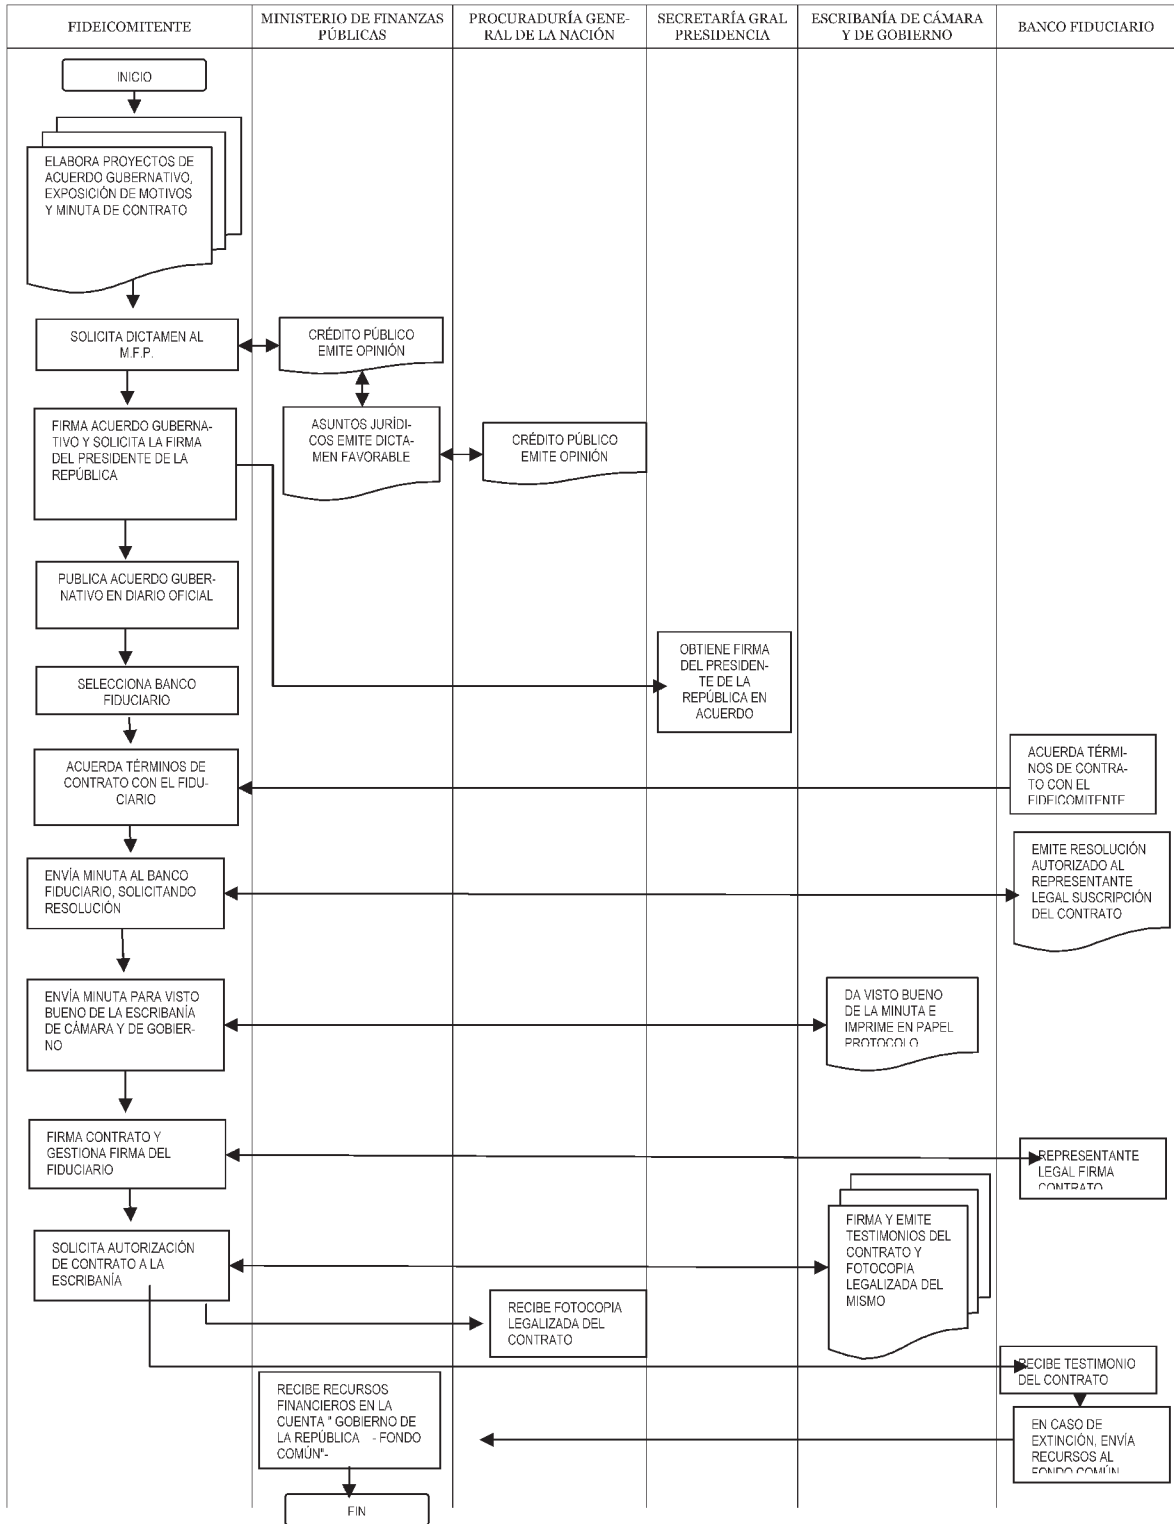 FIDEICOMITENTE
MINISTERIO DE FINANZAS
PÚBLICAS
PROCURADURÍA GENE-
RAL DE LA NACIÓN
SECRETARÍA GRAL
PRESIDENCIA
ESCRIBANÍA DE CÁMARA
Y DE GOBIERNO
BANCO FIDUCIARIO
INICIO
ELABORA PROYECTOS DE
ACUERDO GUBERNATIVO,
EXPOSICIÓN DE MOTIVOS
Y MINUTA DE CONTRATO
SOLICITA DICTAMEN AL
M.F.P.
CRÉDITO PÚBLICO
EMITE OPINIÓN
FIRMA ACUERDO GUBERNA-
TIVO Y SOLICITA LA FIRMA
DEL PRESIDENTE DE LA
REPÚBLICA
ASUNTOS JURÍDI-
COS EMITE DICTA-
MEN FAVORABLE
CRÉDITO PÚBLICO
EMITE OPINIÓN
PUBLICA ACUERDO GUBER-
NATIVO EN DIARIO OFICIAL
SELECCIONA BANCO
FIDUCIARIO
OBTIENE FIRMA
DEL PRESIDEN-
TE DE LA
REPÚBLICA EN
ACUERDO
ACUERDA TÉRMINOS DE
CONTRATO CON EL FIDU-
CIARIO
ACUERDA TÉRMI-
NOS DE CONTRA-
TO CON EL
FIDEICOMITENTE
ENVÍA MINUTA AL BANCO
FIDUCIARIO, SOLICITANDO
RESOLUCIÓN
EMITE RESOLUCIÓN
AUTORIZADO AL
REPRESENTANTE
LEGAL SUSCRIPCIÓN
DEL CONTRATO
ENVÍA MINUTA PARA VISTO
BUENO DE LA ESCRIBANÍA
DE CÁMARA Y DE GOBIER-
NO
DA VISTO BUENO
DE LA MINUTA E
IMPRIME EN PAPEL
PROTOCOLO
FIRMA CONTRATO Y
GESTIONA FIRMA DEL
FIDUCIARIO
REPRESENTANTE
LEGAL FIRMA
CONTRATO
SOLICITA AUTORIZACIÓN
DE CONTRATO A LA
ESCRIBANÍA
FIRMA Y EMITE
TESTIMONIOS DEL
CONTRATO Y
FOTOCOPIA
LEGALIZADA DEL
MISMO
RECIBE FOTOCOPIA
LEGALIZADA DEL
CONTRATO
RECIBE TESTIMONIO
DEL CONTRATO
RECIBE RECURSOS
FINANCIEROS EN LA
CUENTA " GOBIERNO DE
LA REPÚBLICA - FONDO
COMÚN"-
EN CASO DE
EXTINCIÓN, ENVÍA
RECURSOS AL
FONDO COMÚN
FIN